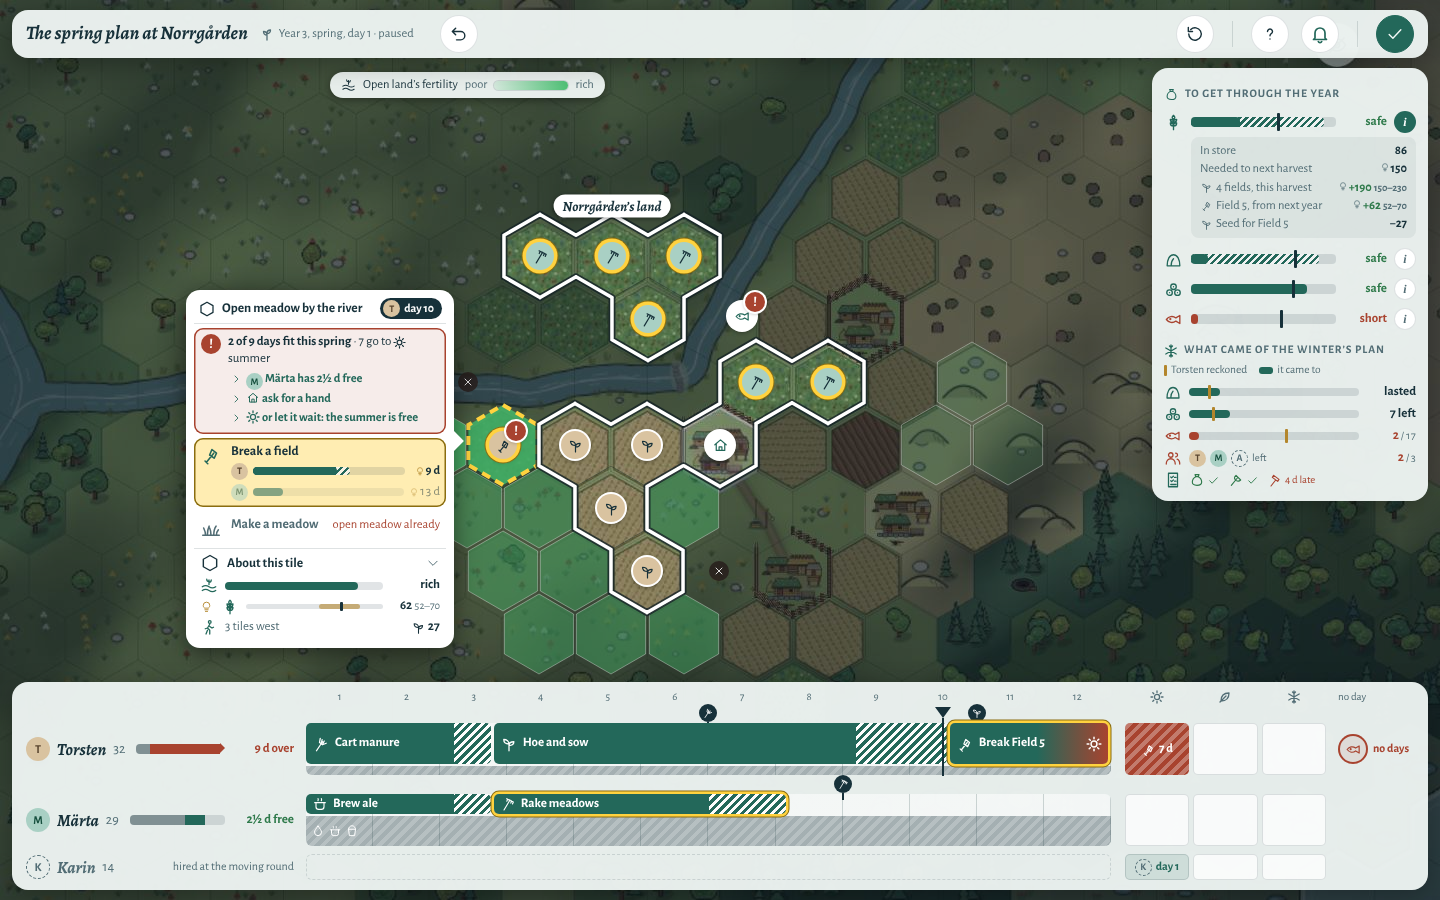 The spring plan at Norrgården
Year 3, spring, day 1 · paused
?
Open land's fertility poor rich
Norrgården's land
!
Open meadow by the river
T day 10
! 2 of 9 days fit this spring · 7 go to
summer
M Märta has 2½ d free
ask for a hand
or let it wait: the summer is free
Break a field
T 9 d
M 13 d
Make a meadow open meadow already
About this tile
rich
62 52–70
3 tiles west 27
!
TO GET THROUGH THE YEAR
safe i
In store 86
Needed to next harvest 150
4 fields, this harvest +190 150–230
Field 5, from next year +62 52–70
Seed for Field 5 −27
safe i
safe i
short i
WHAT CAME OF THE WINTER'S PLAN
Torsten reckoned it came to
lasted
7 left
2 / 17
T M A left 2 / 3
4 d late
1 2 3 4 5 6 7 8 9 10 11 12 no day
T Torsten 32 9 d over
Cart manure Hoe and sow Break Field 5 7 d no days
M Märta 29 2½ d free
Brew ale Rake meadows
K Karin 14 hired at the moving round K day 1